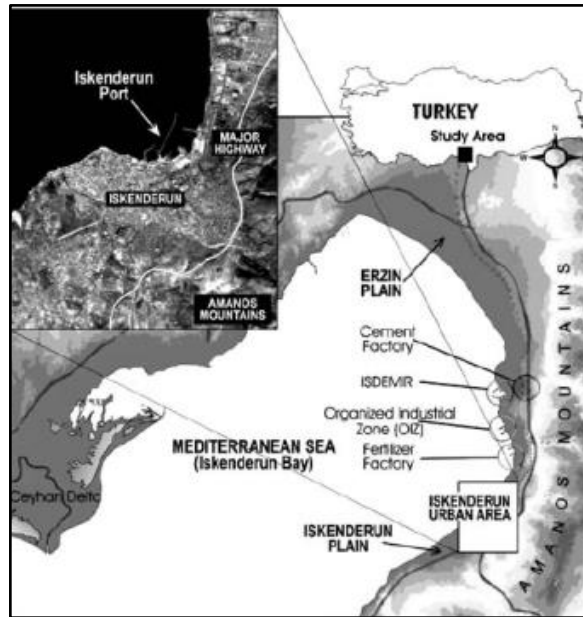 Iskenderun
Port
MAJOR
HIGHWAY
ISKENDERUN
AMANDS
MOUNTAINS
TURKEY
Study Area
N
W
E
S
ERZIN
PLAIN
Cement
Factory
ISDEMIR
Organized Industrial
Zone (OIZ)
Fertilizer
Factory
MEDITERRANEAN SEA
(Iskenderun Bay)
Ceyhan Delta
ISKENDERUN
URBAN AREA
ISKENDERUN
PLAIN
AMANOS MOUNTAINS